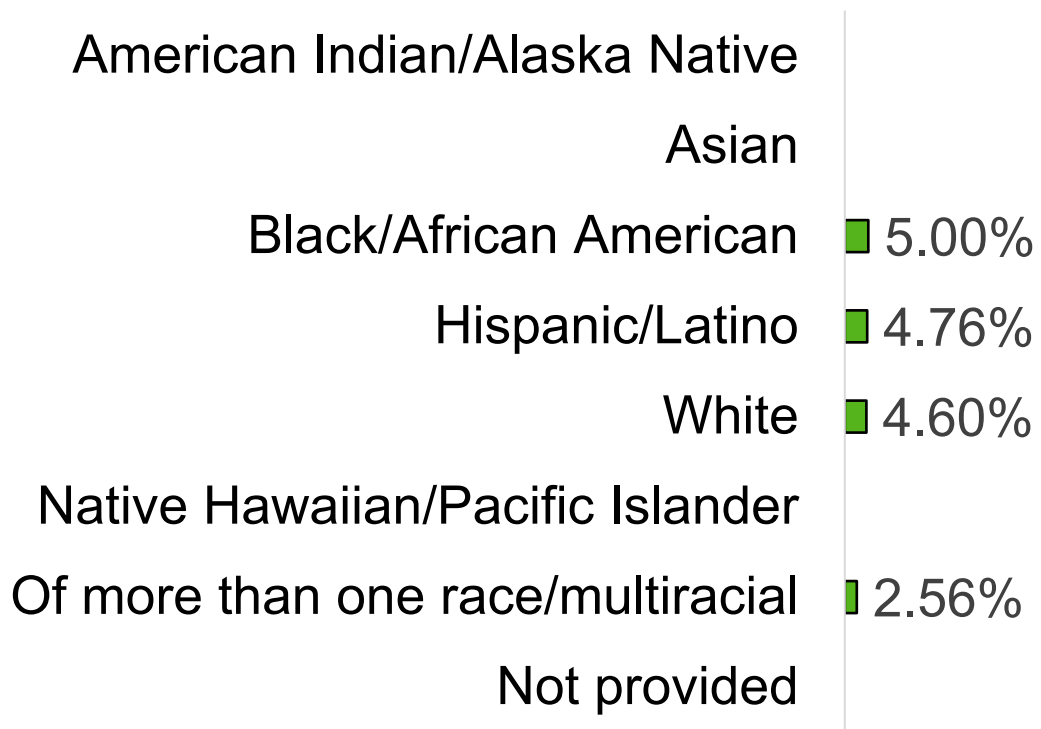 American Indian/Alaska Native
Asian
Black/African American 5.00%
Hispanic/Latino 4.76%
White 4.60%
Native Hawaiian/Pacific Islander
Of more than one race/multiracial 2.56%
Not provided